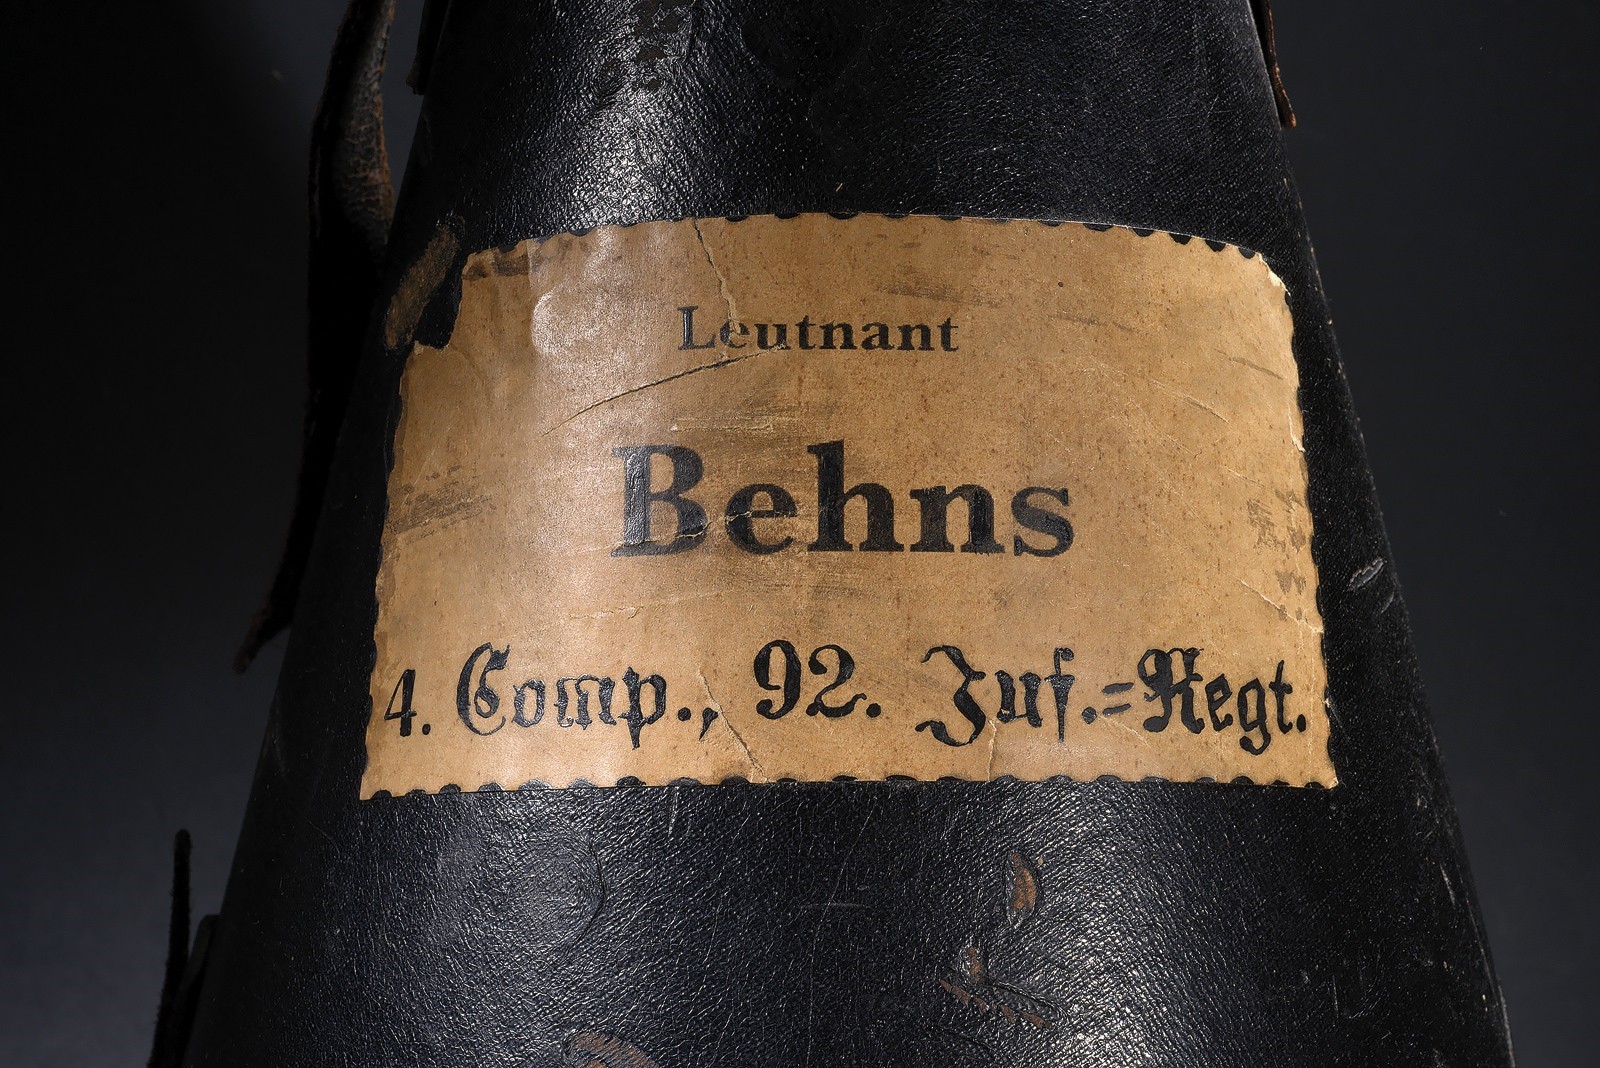 Leutnant
Behns
4. Comp., 92. Inf.=Regt.